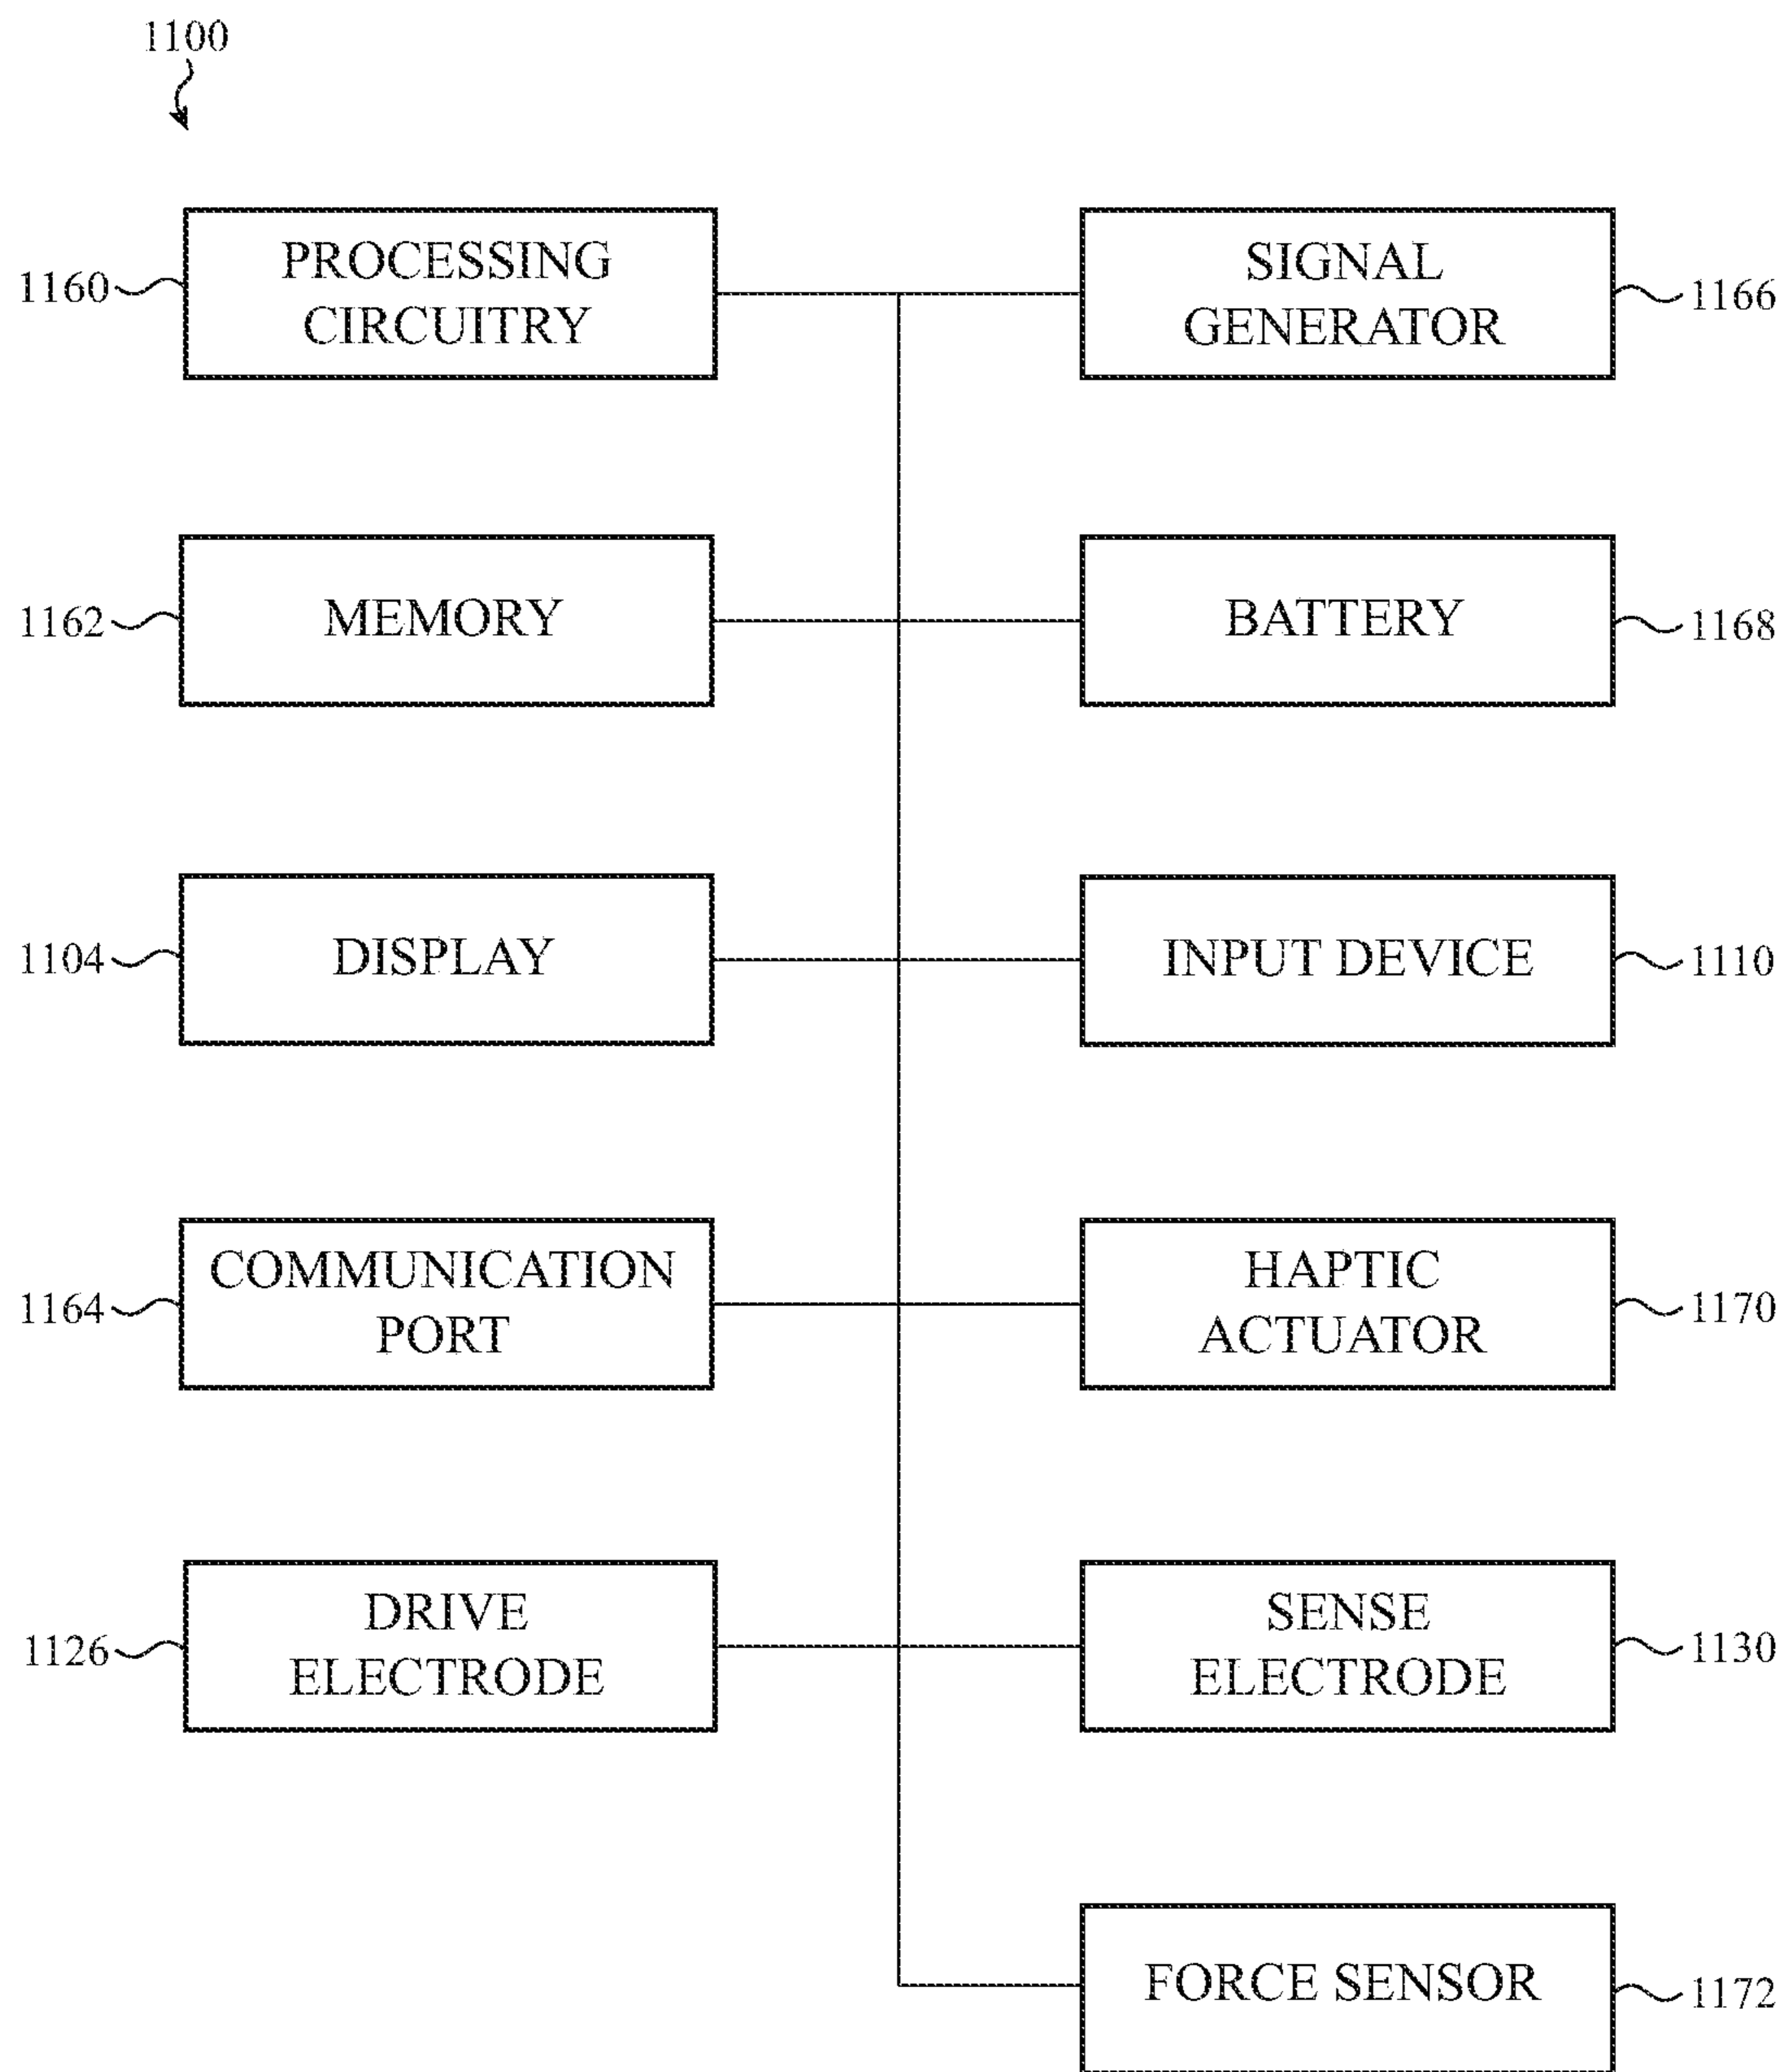 1100
1160
PROCESSING
CIRCUITRY
SIGNAL
GENERATOR
1166
1162
MEMORY
BATTERY
1168
1104
DISPLAY
INPUT DEVICE
1110
1164
COMMUNICATION
PORT
HAPTIC
ACTUATOR
1170
1126
DRIVE
ELECTRODE
SENSE
ELECTRODE
1130
FORCE SENSOR
1172